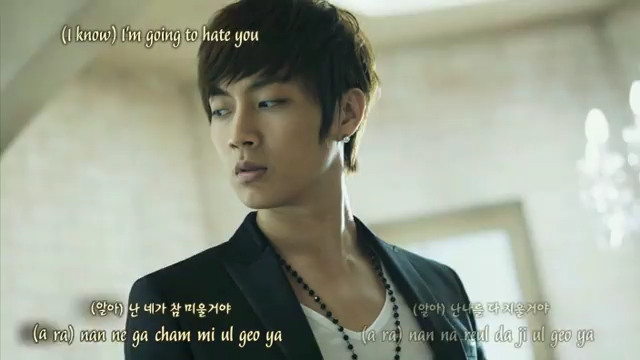 (I know) I'm going to hate you
(알아) 난 네가 참 미울거야
(a ra) nan ne ga cham mi ul geo ya
(알아) 난 나를 다 지울거야
(a ra) nan na reul da ji ul geo ya